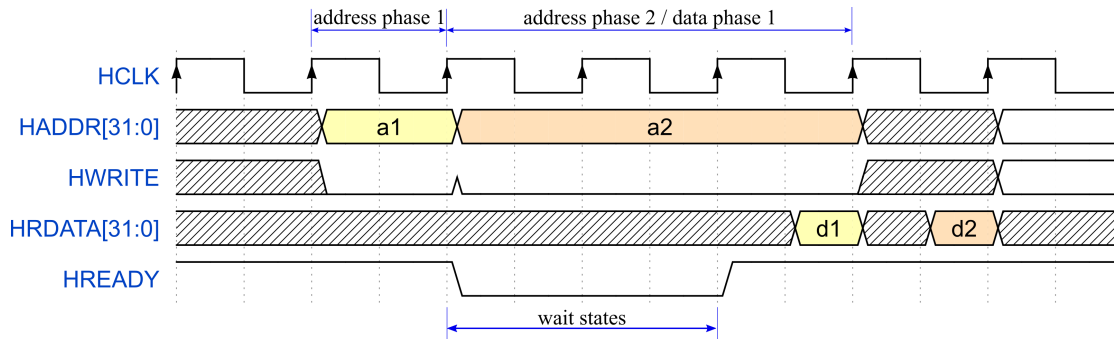 address phase 1 address phase 2 / data phase 1
HCLK
HADDR[31:0] a1 a2
HWRITE
HRDATA[31:0] d1 d2
HREADY
wait states